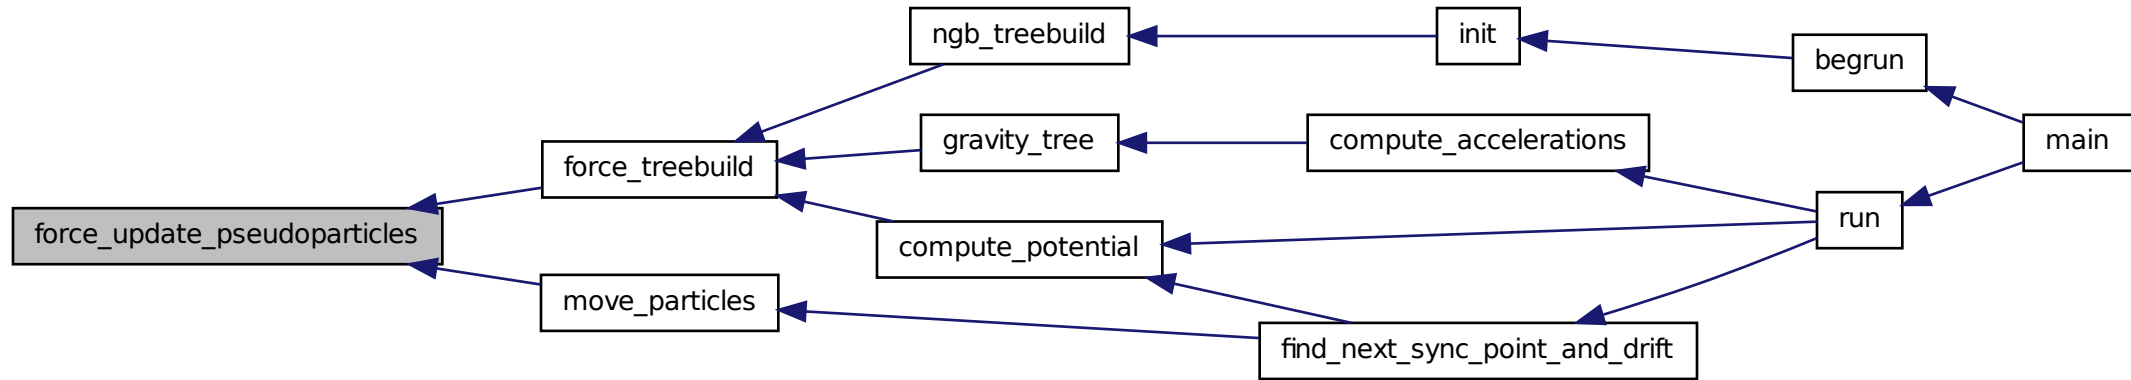 ngb_treebuild
init
begrun
gravity_tree
compute_accelerations
main
force_treebuild
run
force_update_pseudoparticles
compute_potential
move_particles
find_next_sync_point_and_drift